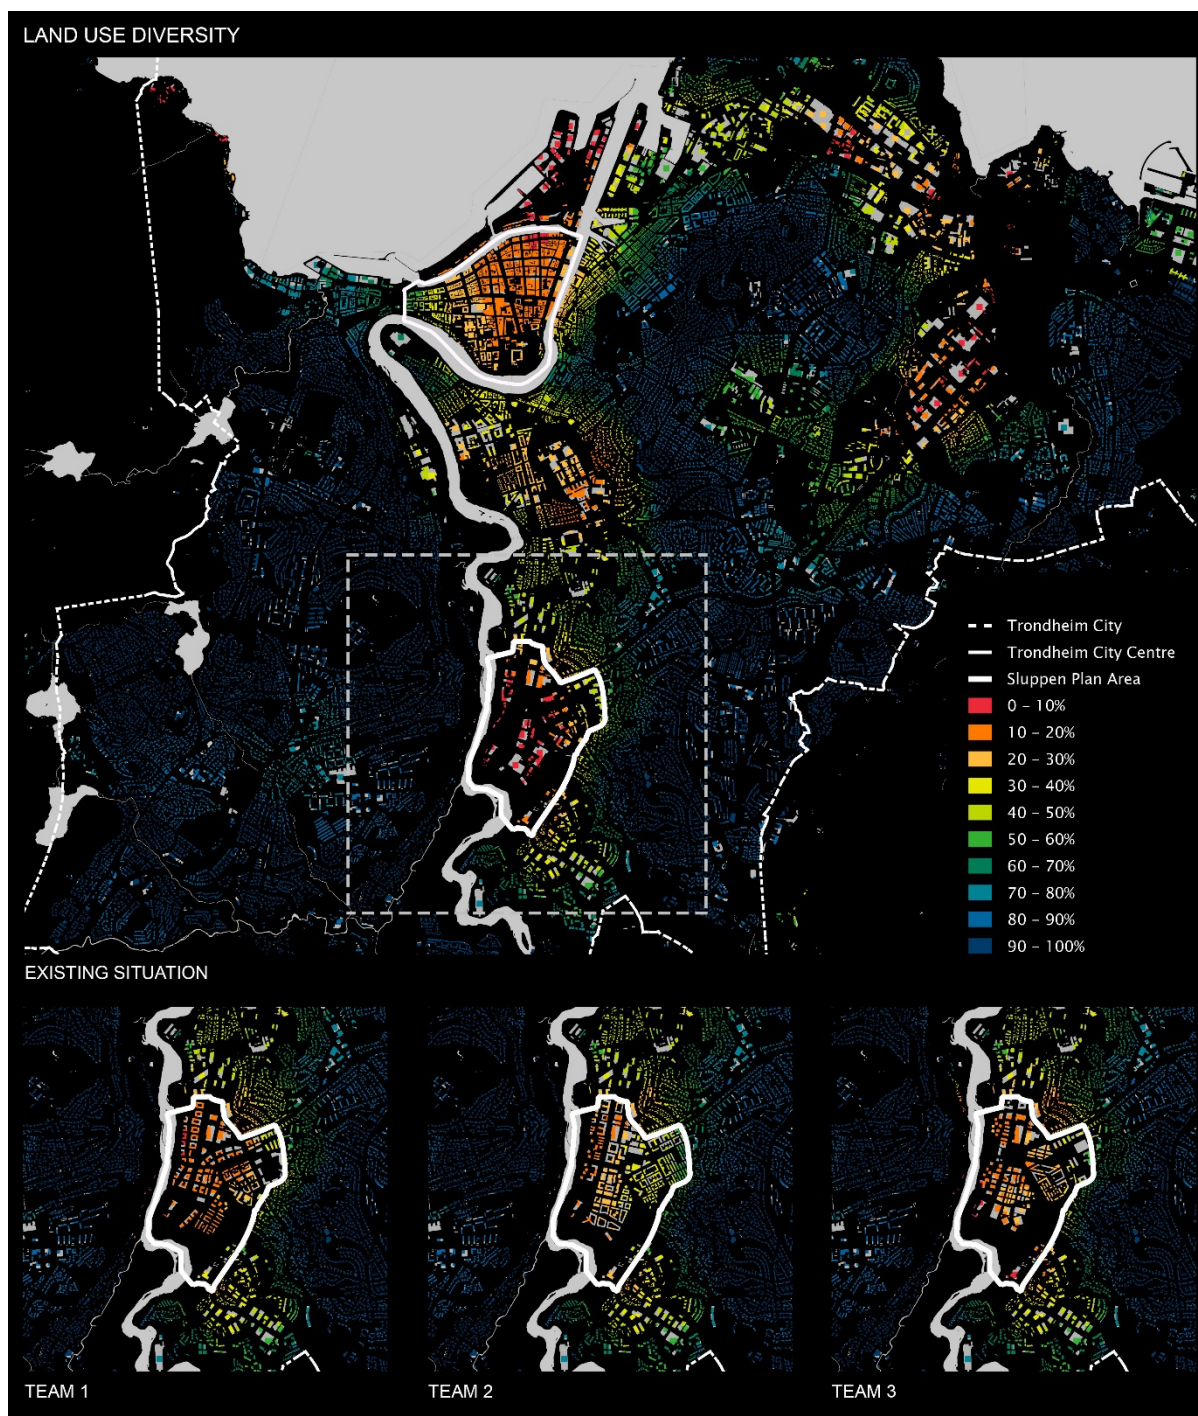 LAND USE DIVERSITY
Trondheim City
Trondheim City Centre
Sluppen Plan Area
0 – 10%
10 – 20%
20 – 30%
30 – 40%
40 – 50%
50 – 60%
60 – 70%
70 – 80%
80 – 90%
90 – 100%
EXISTING SITUATION
TEAM 1
TEAM 2
TEAM 3